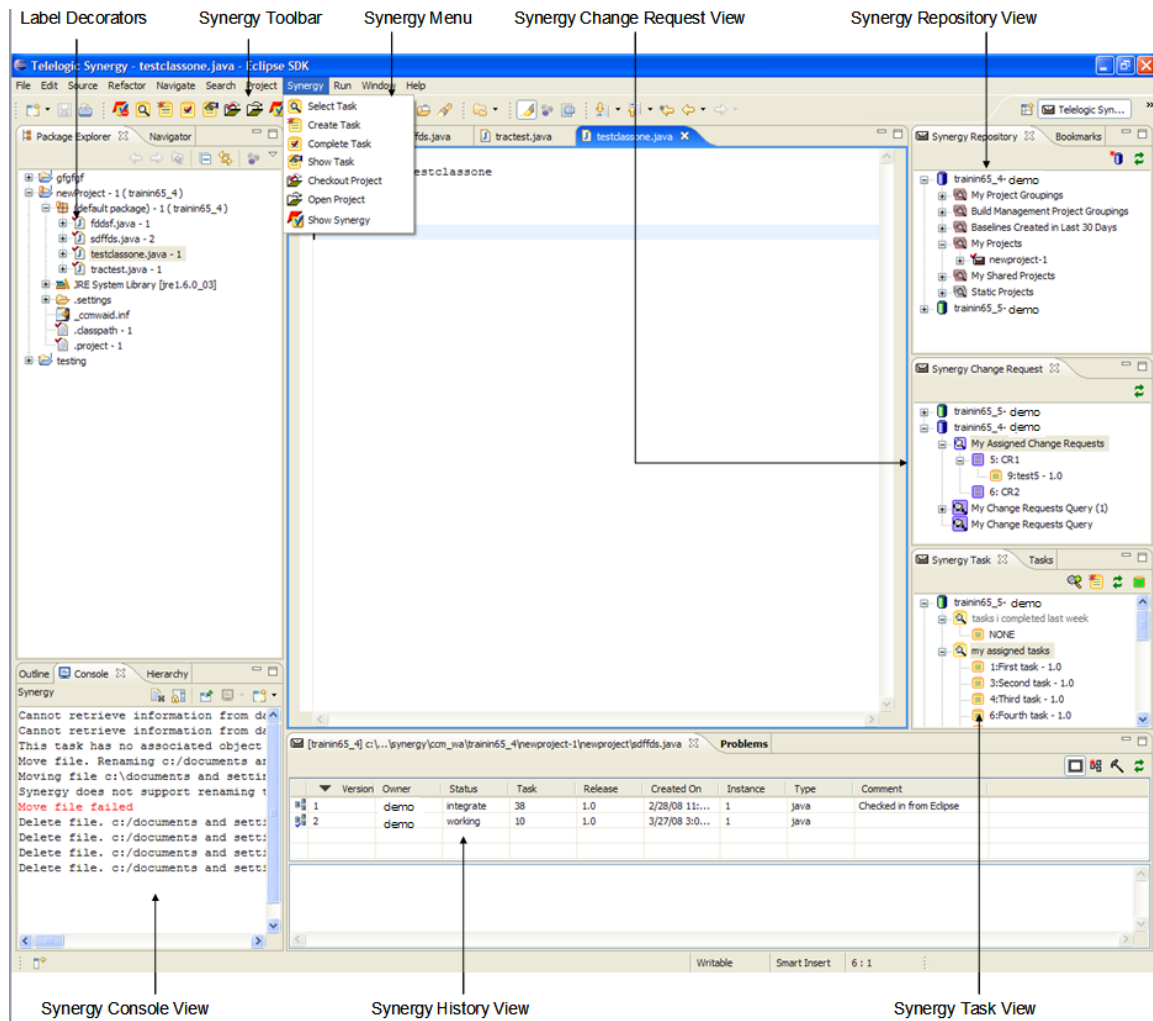 Label Decorators
Synergy Toolbar
Synergy Menu
Synergy Change Request View
Synergy Repository View
Telelogic Synergy - testclassone.java - Eclipse SDK
File Edit Source Refactor Navigate Search Project Synergy Run Window Help
Select Task
Create Task
Complete Task
Show Task
Checkout Project
Open Project
Show Synergy
Telelogic Syn...
»
Package Explorer
Navigator
gfgfgf
newProject - 1 ( trainin65_4 )
(default package) - 1 ( trainin65_4 )
fddsf.java - 1
sdffds.java - 2
testclassone.java - 1
tractest.java - 1
JRE System Library [jre1.6.0_03]
.settings
_ccmwaid.inf
.classpath - 1
.project - 1
testing
fds.java
tractest.java
testclassone.java
estclassone
Synergy Repository
Bookmarks
trainin65_4- demo
My Project Groupings
Build Management Project Groupings
Baselines Created in Last 30 Days
My Projects
newproject-1
My Shared Projects
Static Projects
trainin65_5- demo
Synergy Change Request
trainin65_5- demo
trainin65_4- demo
My Assigned Change Requests
5: CR1
9:test5 - 1.0
6: CR2
My Change Requests Query (1)
My Change Requests Query
Synergy Task
Tasks
trainin65_5- demo
tasks i completed last week
NONE
my assigned tasks
1:First task - 1.0
3:Second task - 1.0
4:Third task - 1.0
6:Fourth task - 1.0
Outline
Console
Hierarchy
Synergy
Cannot retrieve information from da
Cannot retrieve information from da
This task has no associated object
Move file. Renaming c:/documents an
Moving file c:\documents and settin
Synergy does not support renaming t
Move file failed
Delete file. c:/documents and setti
Delete file. c:/documents and setti
Delete file. c:/documents and setti
Delete file. c:/documents and setti
[trainin65_4] c:\...\synergy\ccm_wa\trainin65_4\newproject-1\newproject\sdffds.java
Problems
Version Owner Status Task Release Created On Instance Type Comment
1 demo integrate 38 1.0 2/28/08 11:... 1 java Checked in from Eclipse
2 demo working 10 1.0 3/27/08 3:0... 1 java
Writable
Smart Insert
6 : 1
Synergy Console View
Synergy History View
Synergy Task View